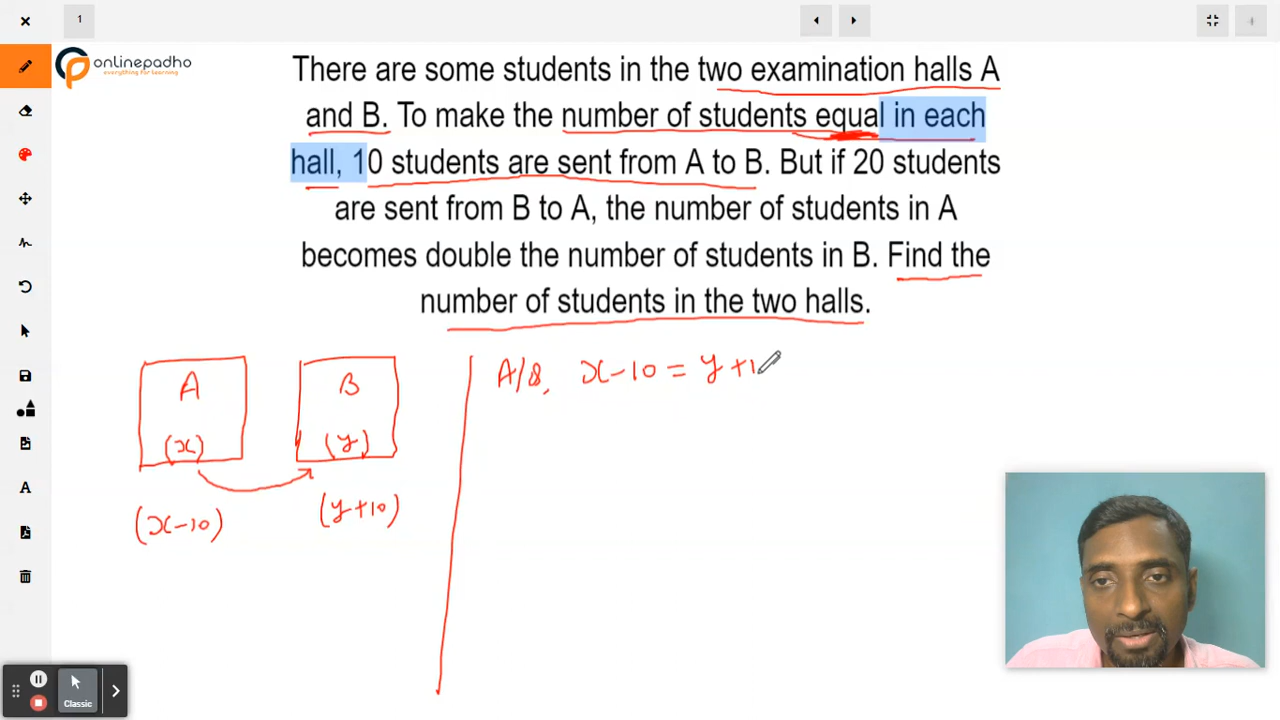 1
onlinepadho
everything for learning
There are some students in the two examination halls A
and B. To make the number of students equal in each
hall, 10 students are sent from A to B. But if 20 students
are sent from B to A, the number of students in A
becomes double the number of students in B. Find the
number of students in the two halls.
A B
(x) (y)
(x-10) (y+10)
A/B, x-10 = y+1
A
Classic